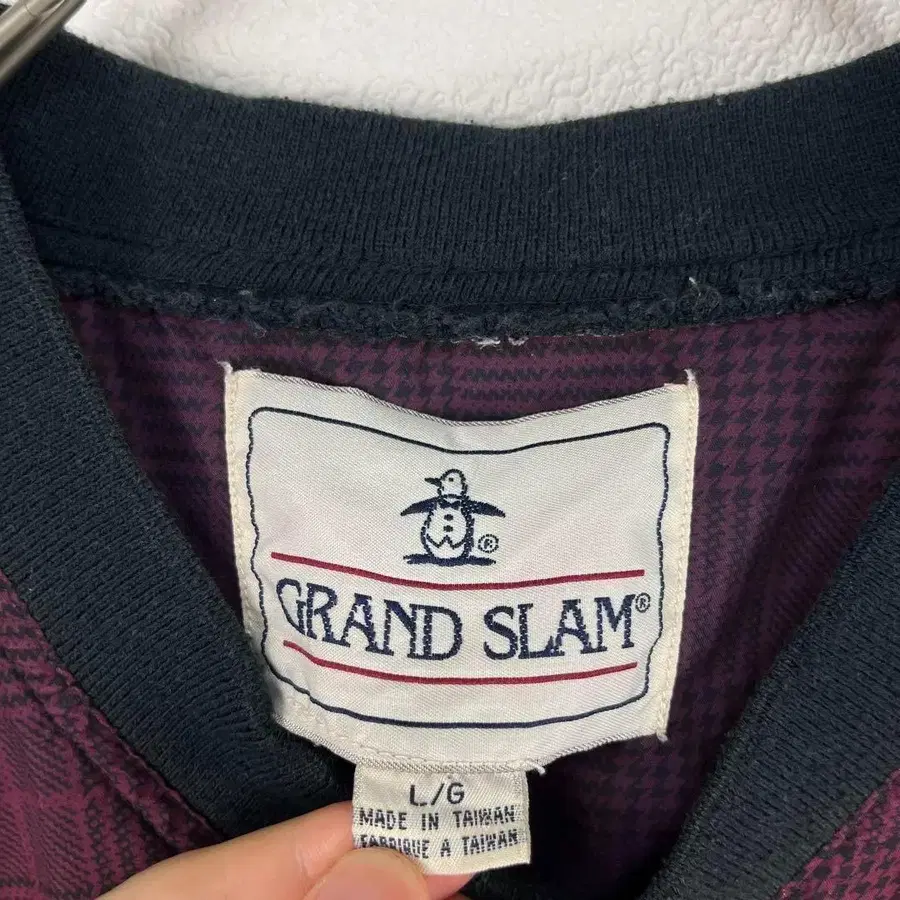 ®
GRAND SLAM®
L/G
MADE IN TAIWAN
FABRIQUE A TAIWAN